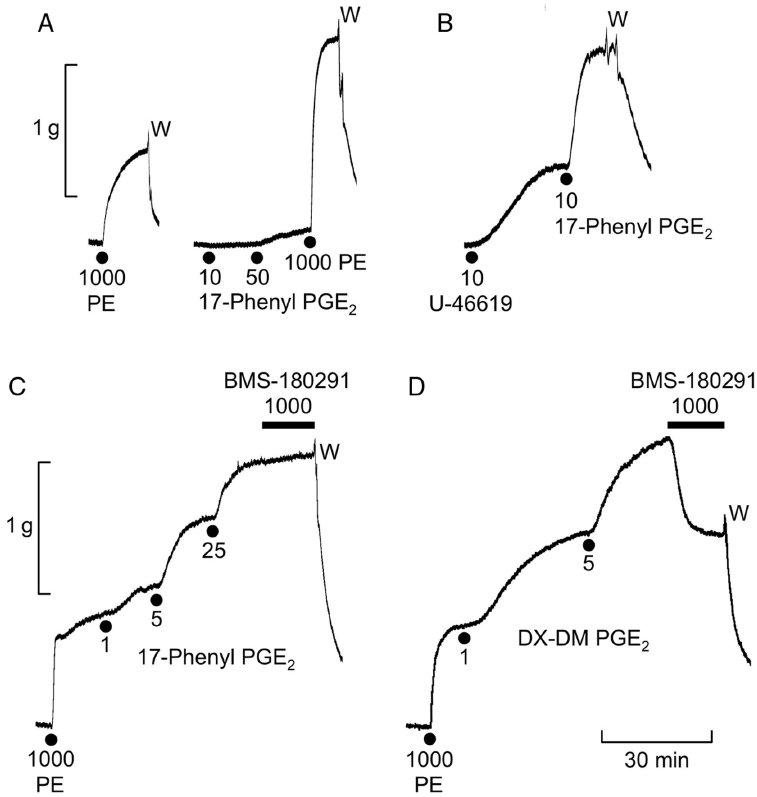 A
1 g
W
1000
PE
W
10
50
1000 PE
17-Phenyl PGE2
B
W
10
17-Phenyl PGE2
10
U-46619
C
BMS-180291
1000
1 g
W
25
5
1
17-Phenyl PGE2
1000
PE
D
BMS-180291
1000
W
5
1
DX-DM PGE2
1000
PE
30 min